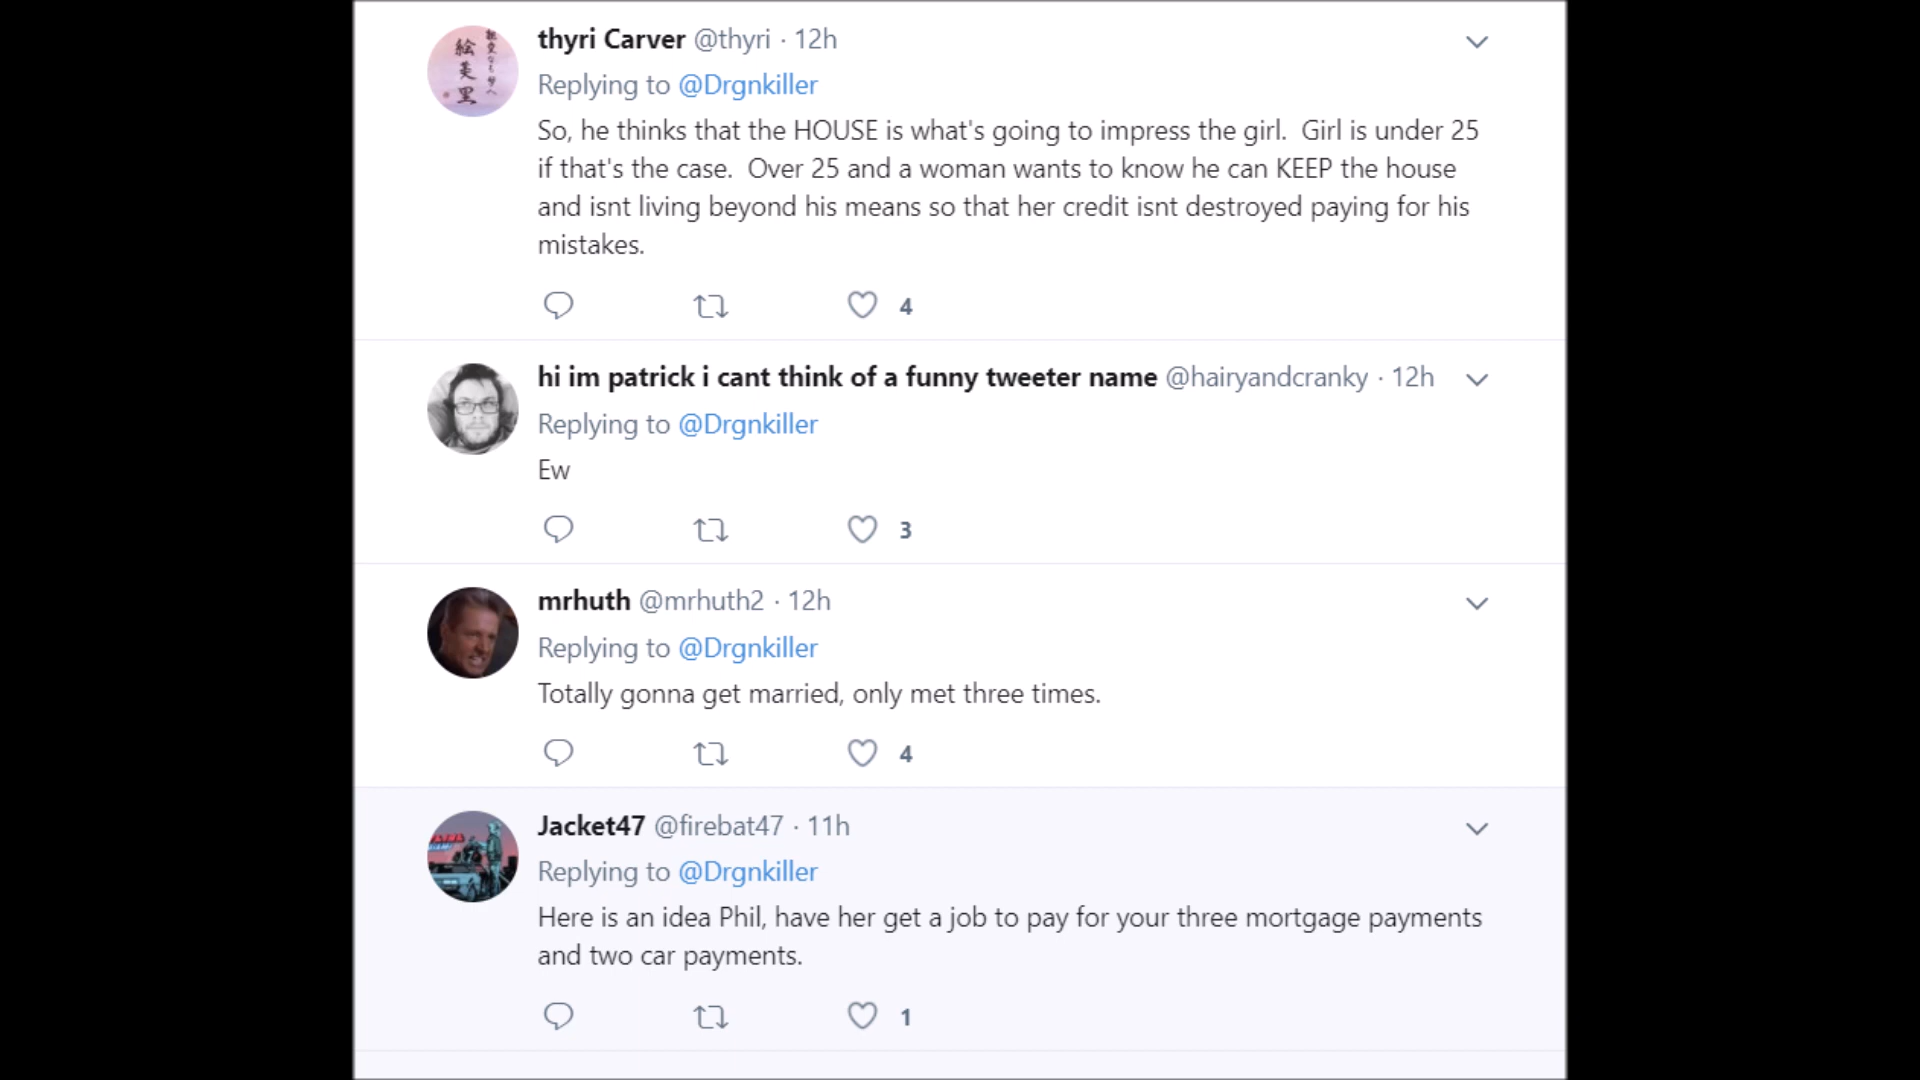 thyri Carver @thyri · 12h
Replying to @Drgnkiller
So, he thinks that the HOUSE is what's going to impress the girl.  Girl is under 25
if that's the case.  Over 25 and a woman wants to know he can KEEP the house
and isnt living beyond his means so that her credit isnt destroyed paying for his
mistakes.
4
hi im patrick i cant think of a funny tweeter name @hairyandcranky · 12h
Replying to @Drgnkiller
Ew
3
mrhuth @mrhuth2 · 12h
Replying to @Drgnkiller
Totally gonna get married, only met three times.
4
Jacket47 @firebat47 · 11h
Replying to @Drgnkiller
Here is an idea Phil, have her get a job to pay for your three mortgage payments
and two car payments.
1